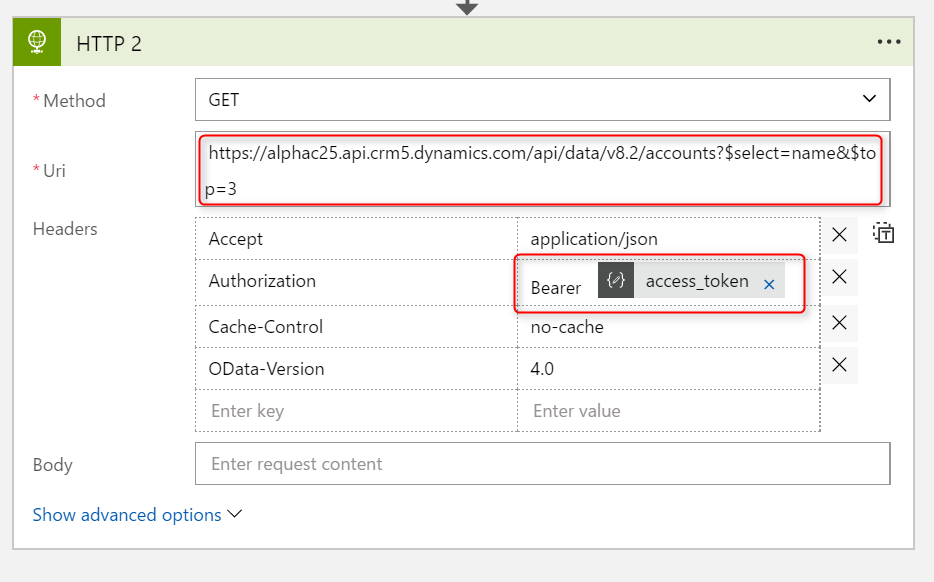 HTTP 2
* Method
GET
* Uri
https://alphac25.api.crm5.dynamics.com/api/data/v8.2/accounts?$select=name&$to
p=3
Headers
Accept application/json
Authorization Bearer access_token
Cache-Control no-cache
OData-Version 4.0
Enter key Enter value
Body
Enter request content
Show advanced options